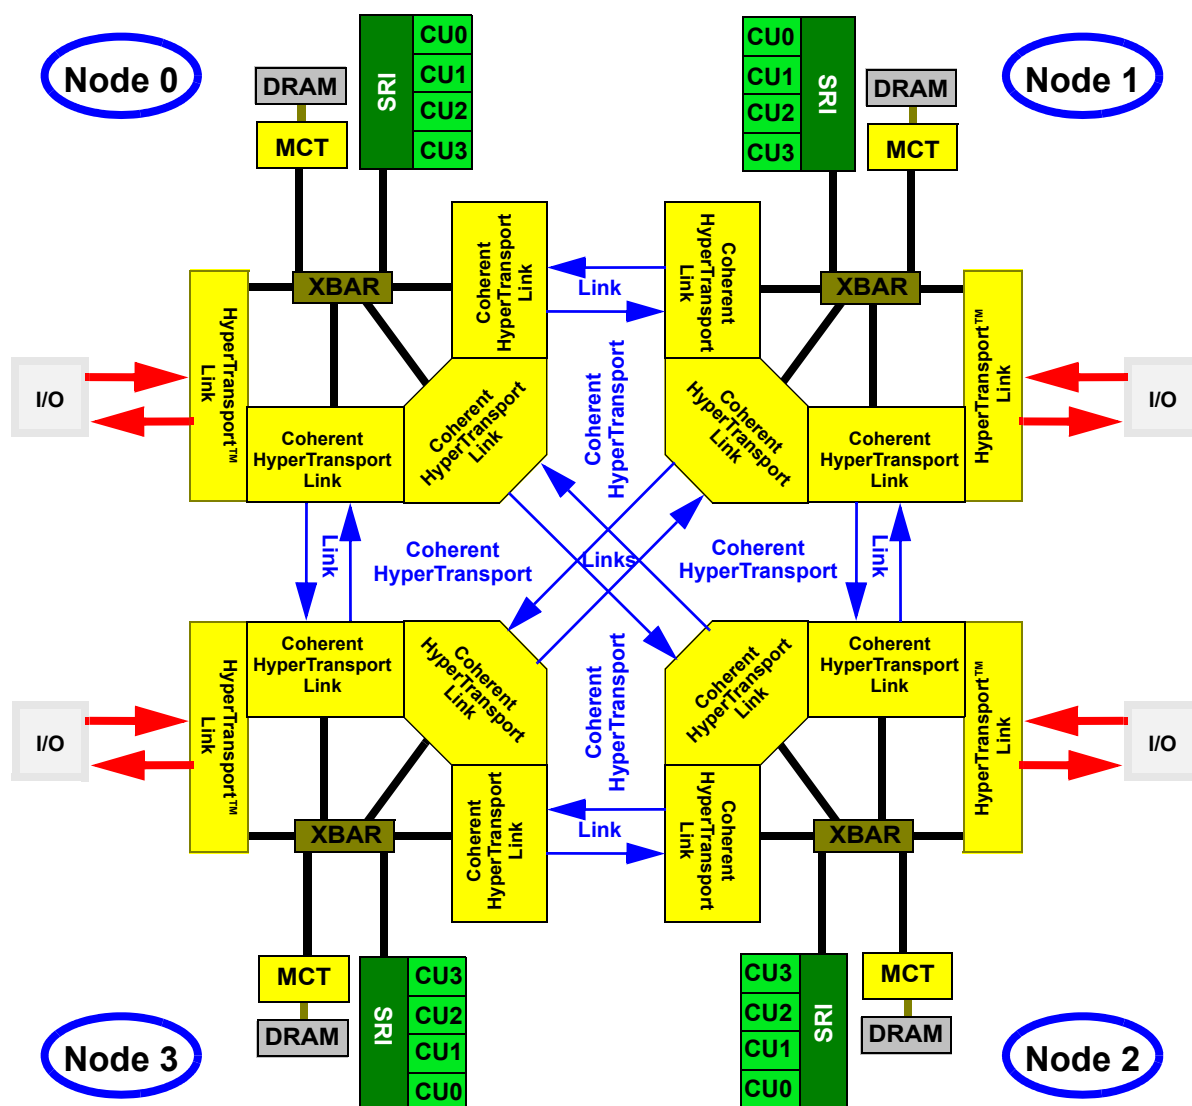 Node 0
DRAM
MCT
SRI
CU0
CU1
CU2
CU3
CU0
CU1
CU2
CU3
SRI
DRAM
MCT
Node 1
XBAR
Coherent
HyperTransport
Link
Link
Coherent
HyperTransport
Link
XBAR
I/O
HyperTransport™
Link
Coherent
HyperTransport
Link
Coherent
HyperTransport
Link
Coherent
HyperTransport
Coherent
HyperTransport
Link
Coherent
HyperTransport
Link
HyperTransport™
Link
I/O
Link
Coherent
HyperTransport
Links
Coherent
HyperTransport
Link
I/O
HyperTransport™
Link
Coherent
HyperTransport
Link
Coherent
HyperTransport
Link
Coherent
HyperTransport
Coherent
HyperTransport
Link
Coherent
HyperTransport
Link
HyperTransport™
Link
I/O
XBAR
Coherent
HyperTransport
Link
Link
Coherent
HyperTransport
Link
XBAR
Node 3
MCT
DRAM
SRI
CU3
CU2
CU1
CU0
CU3
CU2
CU1
CU0
SRI
MCT
DRAM
Node 2